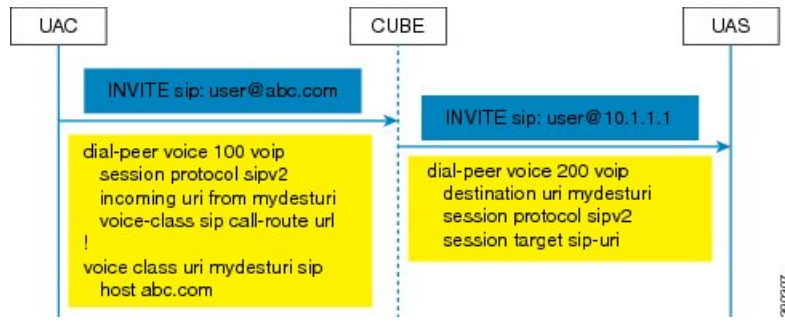 UAC
CUBE
UAS
INVITE sip: user@abc.com
INVITE sip: user@10.1.1.1
dial-peer voice 100 voip
session protocol sipv2
incoming uri from mydesturi
voice-class sip call-route url
!
voice class uri mydesturi sip
host abc.com
dial-peer voice 200 voip
destination uri mydesturi
session protocol sipv2
session target sip-uri